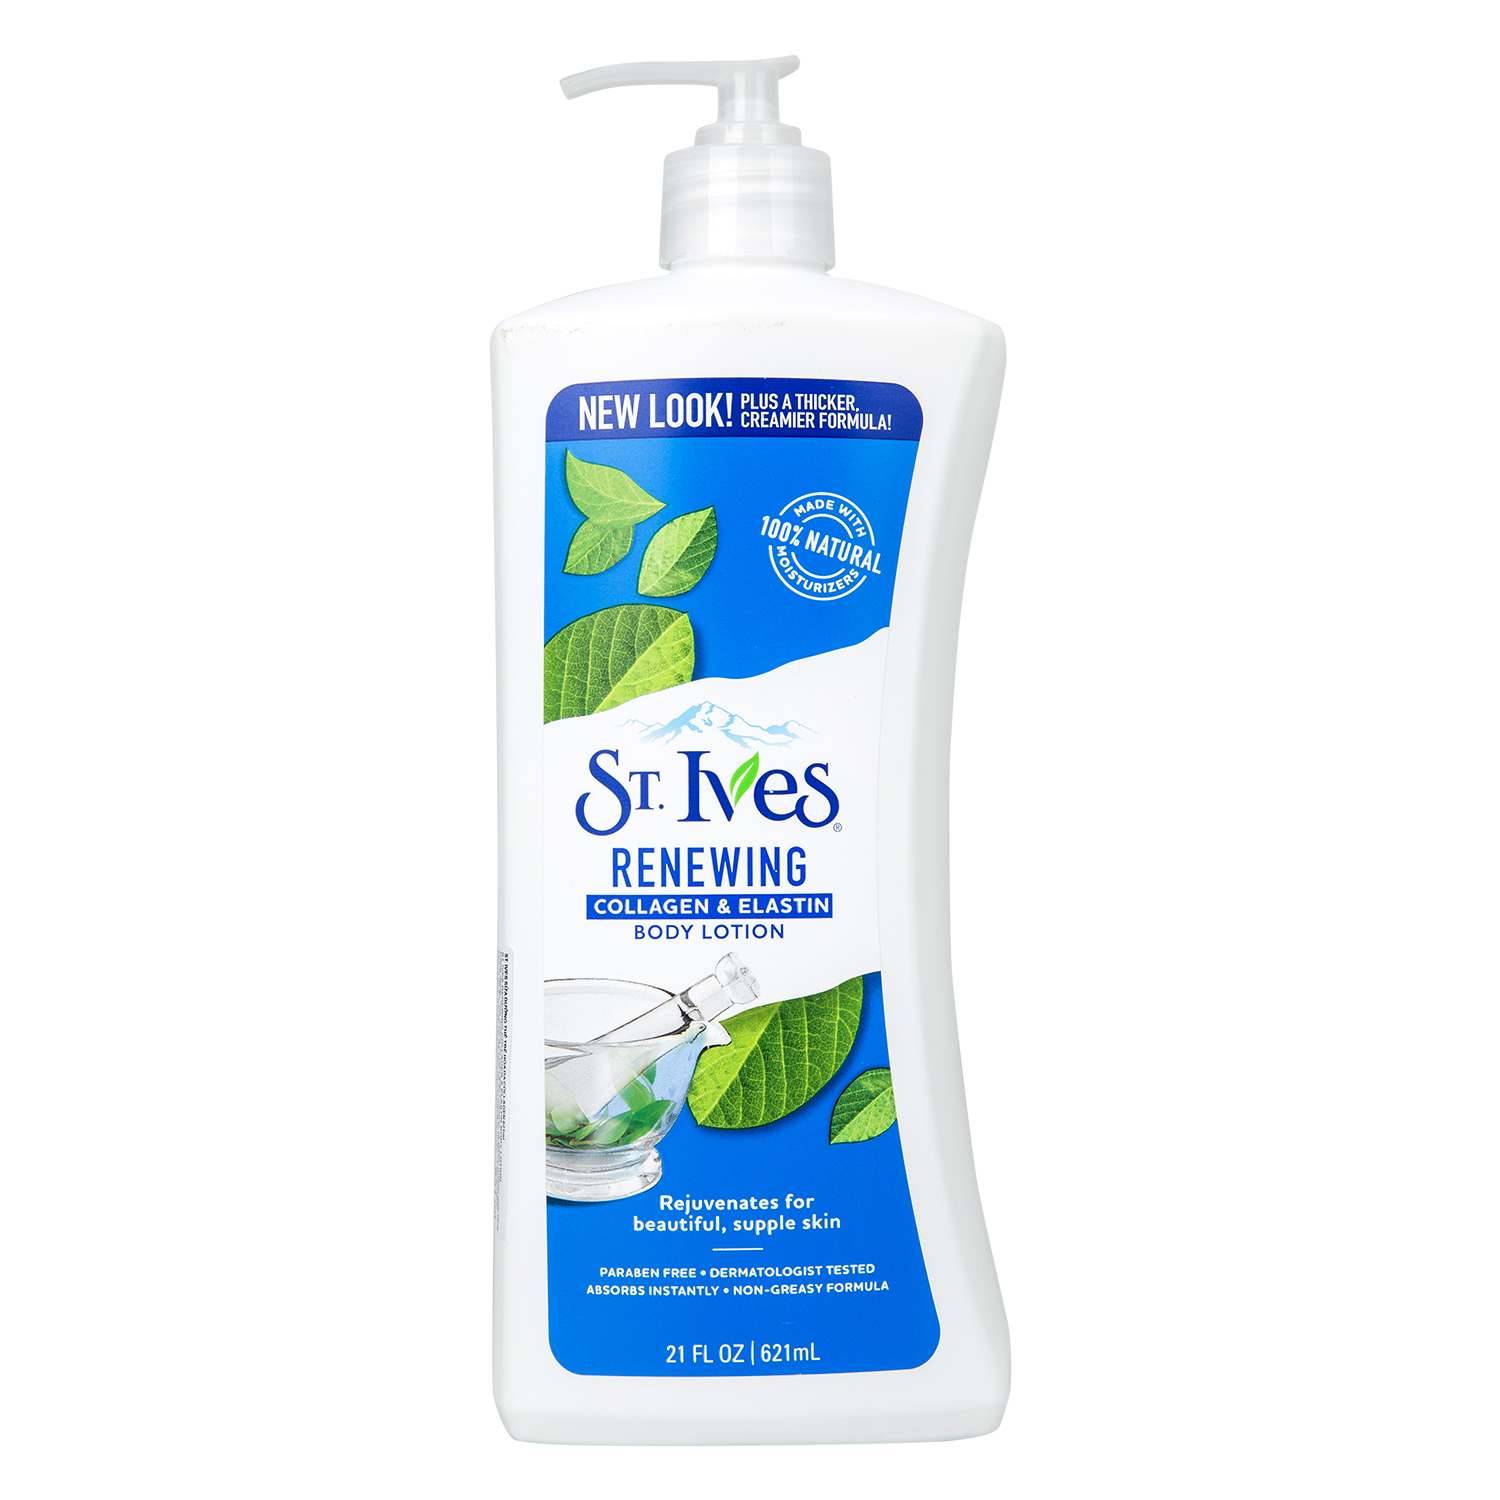 NEW LOOK! PLUS A THICKER,
CREAMIER FORMULA!
MADE WITH
100% NATURAL
MOISTURIZERS
ST. IVES®
RENEWING
COLLAGEN & ELASTIN
BODY LOTION
Rejuvenates for
beautiful, supple skin
PARABEN FREE • DERMATOLOGIST TESTED
ABSORBS INSTANTLY • NON-GREASY FORMULA
21 FL OZ | 621mL